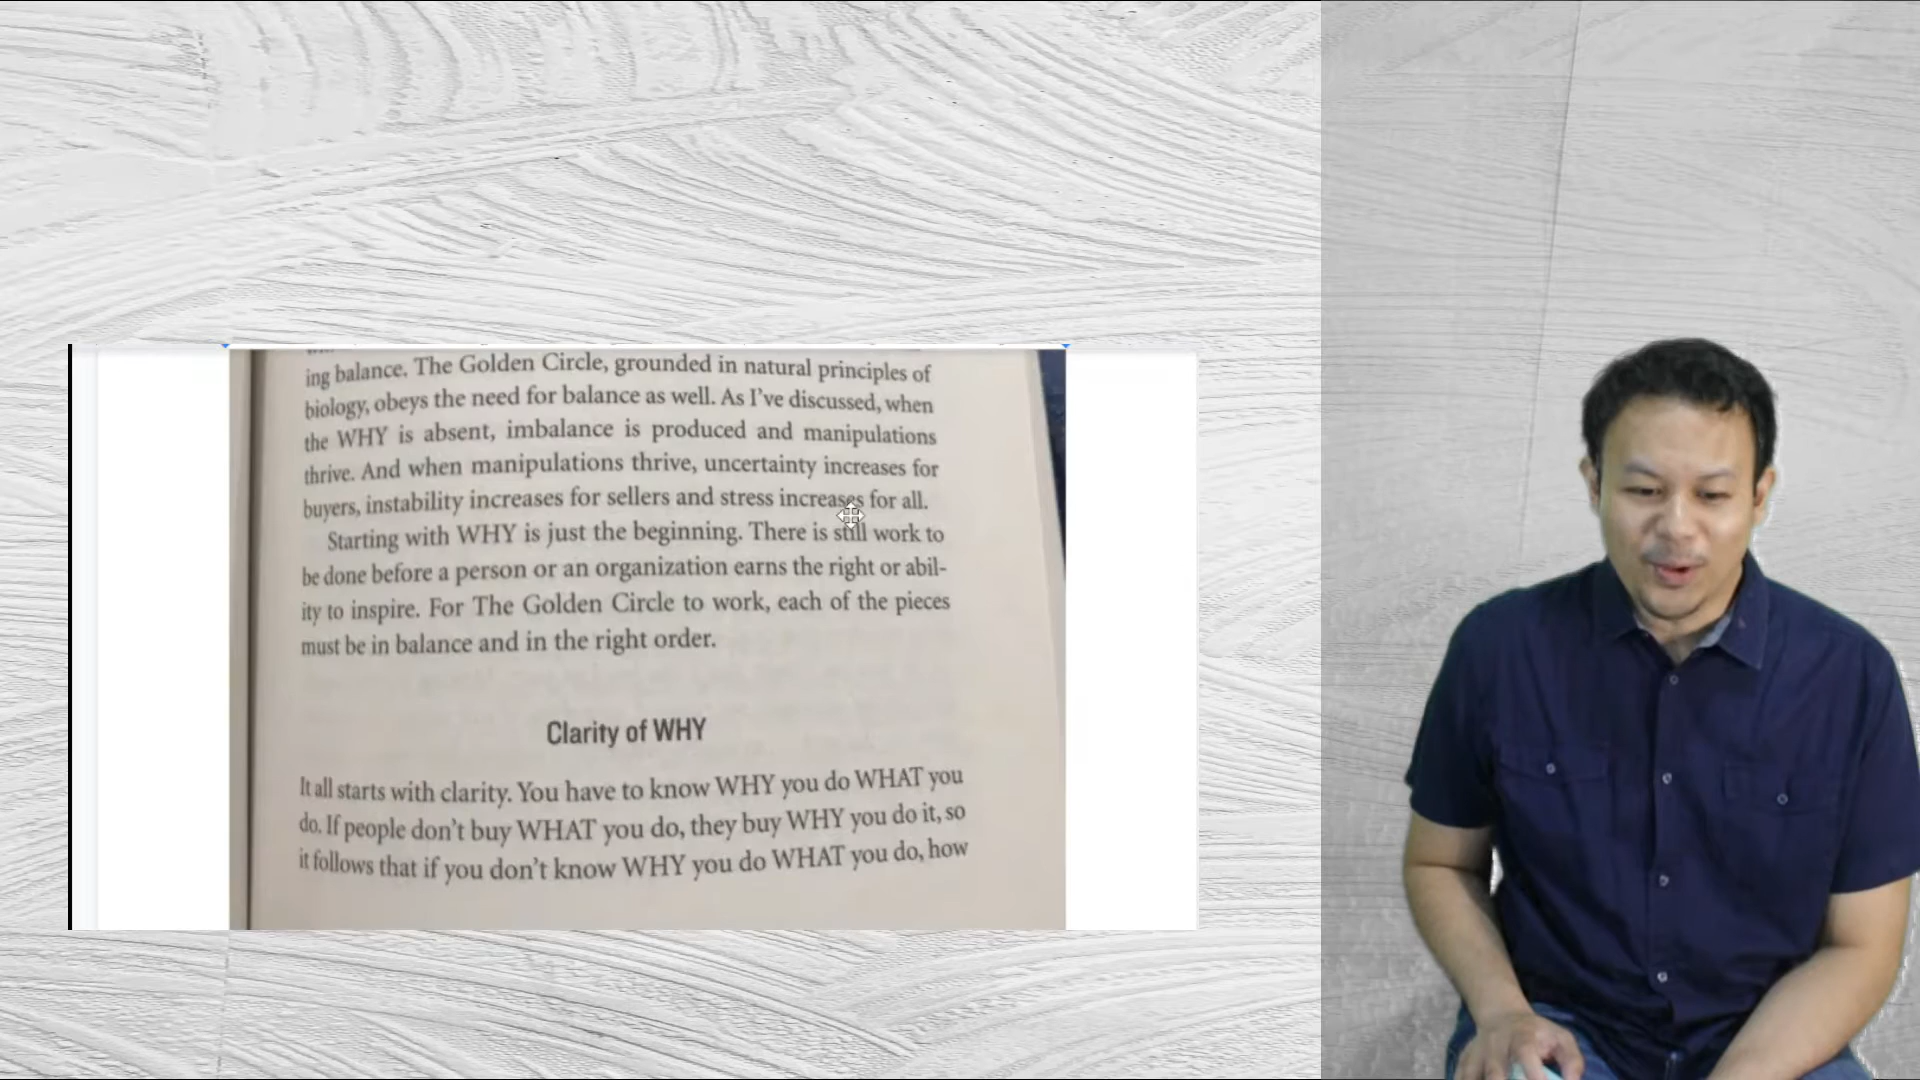 ing balance. The Golden Circle, grounded in natural principles of
biology, obeys the need for balance as well. As I've discussed, when
the WHY is absent, imbalance is produced and manipulations
thrive. And when manipulations thrive, uncertainty increases for
buyers, instability increases for sellers and stress increases for all.
Starting with WHY is just the beginning. There is still work to
be done before a person or an organization earns the right or abil-
ity to inspire. For The Golden Circle to work, each of the pieces
must be in balance and in the right order.
Clarity of WHY
It all starts with clarity. You have to know WHY you do WHAT you
do. If people don't buy WHAT you do, they buy WHY you do it, so
it follows that if you don't know WHY you do WHAT you do, how